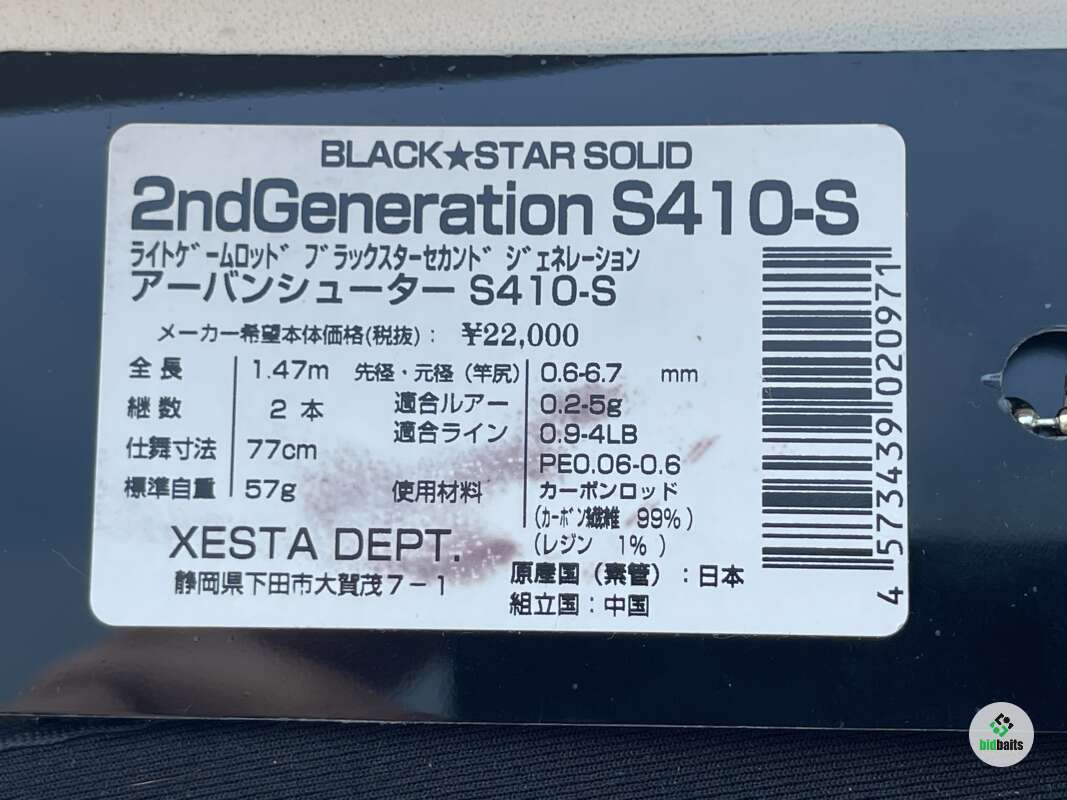 BLACK★STAR SOLID
2ndGeneration S410-S
ライトゲームロッド ブラックスターセカンド ジェネレーション
アーバンシューター S410-S
メーカー希望本体価格(税抜): ¥22,000
全長 1.47m 先径・元径(竿尻) 0.6-6.7 mm
継数 2 本 適合ルアー 0.2-5g
仕舞寸法 77cm 適合ライン 0.9-4LB
PE0.06-0.6
標準自重 57g 使用材料 カーボンロッド
(カーボン繊維 99%)
(レジン 1%)
XESTA DEPT.
静岡県下田市大賀茂7-1
原産国(素管):日本
組立国:中国
4573439020971
bidbaits